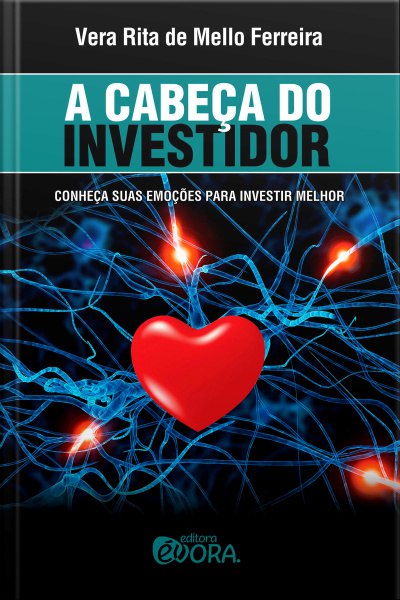 Vera Rita de Mello Ferreira
A CABEÇA DO
INVESTIDOR
CONHEÇA SUAS EMOÇÕES PARA INVESTIR MELHOR
editora
ÉVORA.